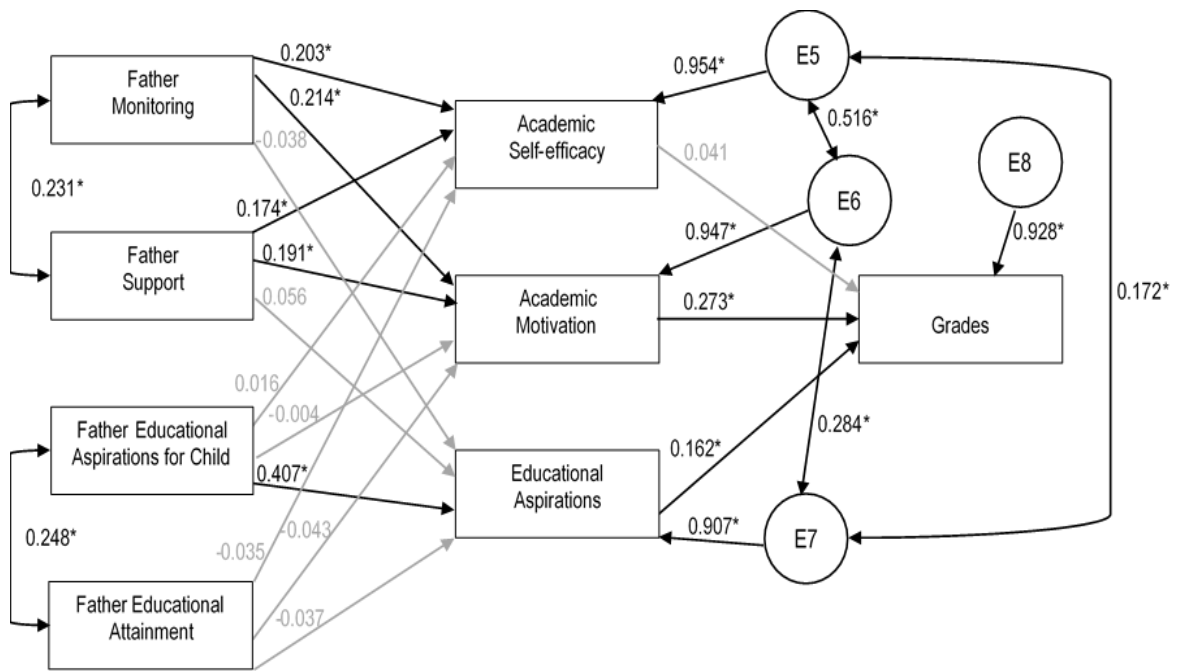 E5
0.203*
Father
Monitoring
0.954*
0.214*
Academic
Self-efficacy
0.516*
-0.038
0.041
E8
0.231*
E6
0.174*
Father
Support
0.191*
0.947*
0.928*
0.056
Academic
Motivation
0.273*
Grades
0.172*
0.016
-0.004
Father Educational
Aspirations for Child
0.407*
0.284*
0.162*
Educational
Aspirations
0.248*
-0.043
-0.035
0.907*
E7
Father Educational
Attainment
-0.037